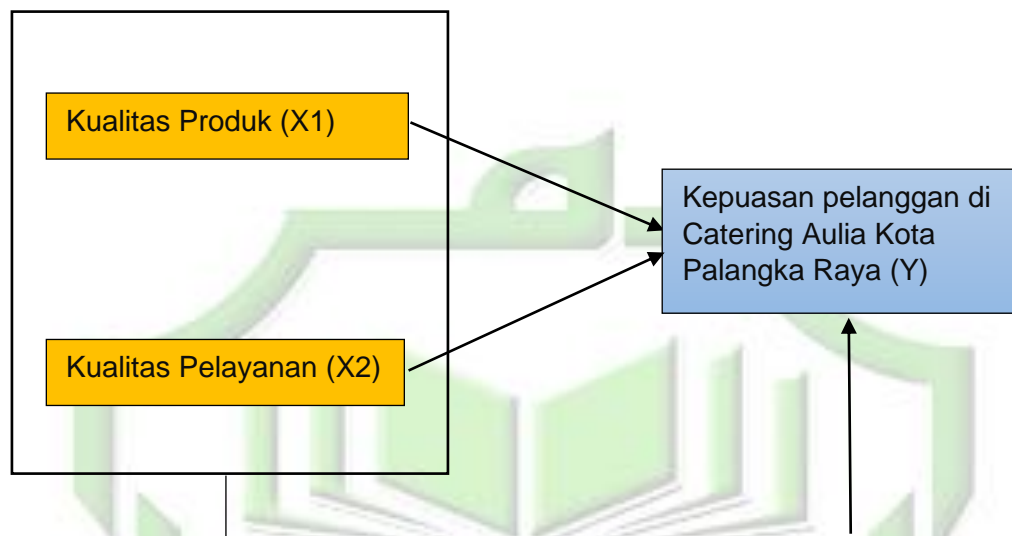 Kualitas Produk (X1)
Kepuasan pelanggan di
Catering Aulia Kota
Palangka Raya (Y)
Kualitas Pelayanan (X2)